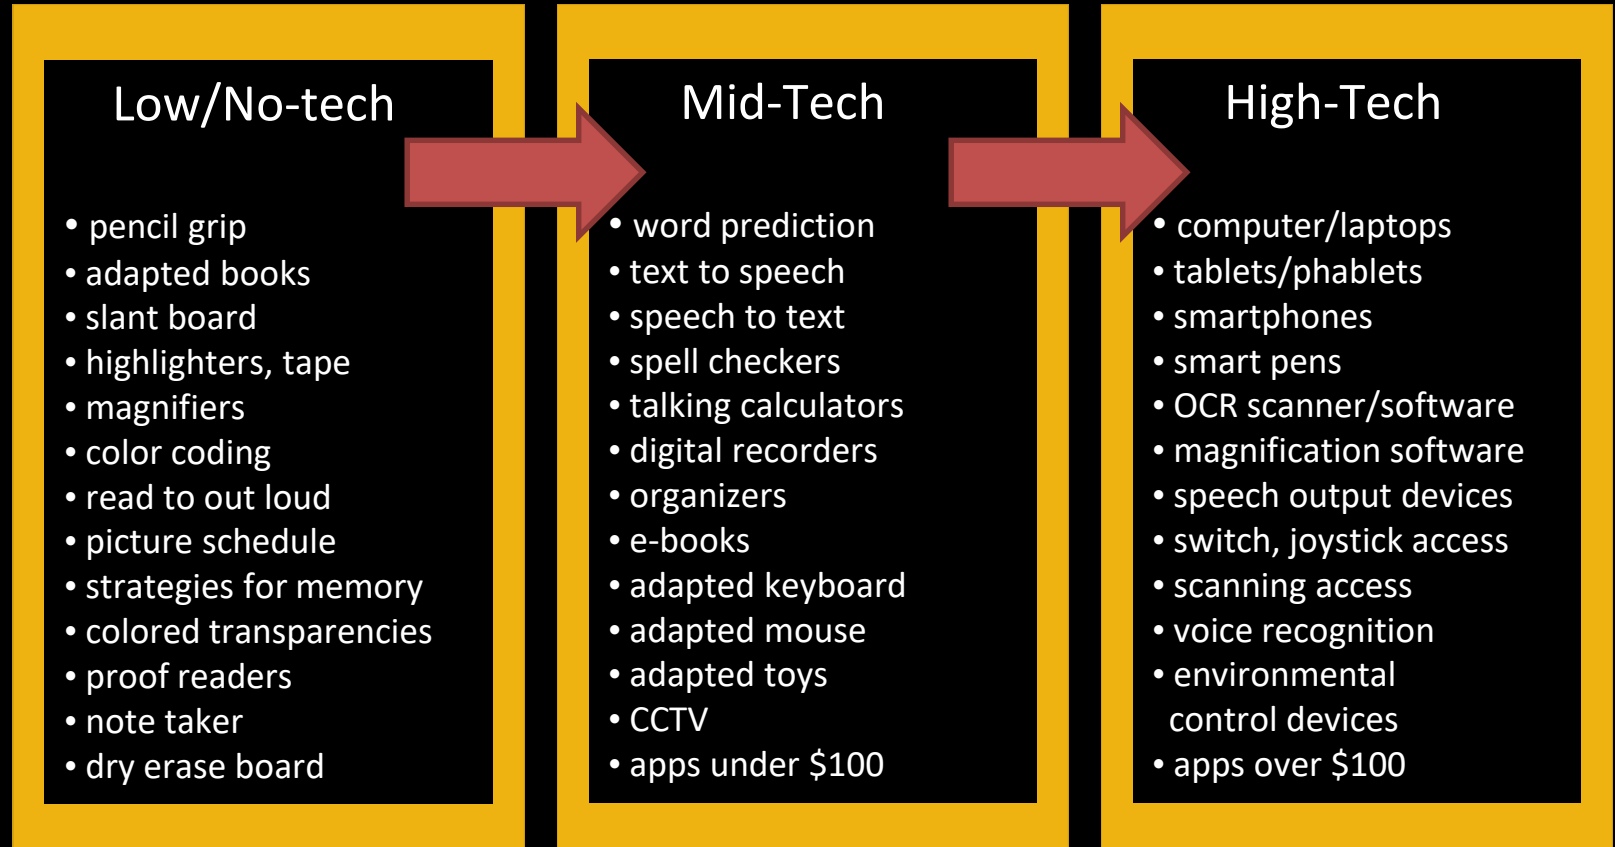 Low/No-tech
• pencil grip
• adapted books
• slant board
• highlighters, tape
• magnifiers
• color coding
• read to out loud
• picture schedule
• strategies for memory
• colored transparencies
• proof readers
• note taker
• dry erase board
Mid-Tech
• word prediction
• text to speech
• speech to text
• spell checkers
• talking calculators
• digital recorders
• organizers
• e-books
• adapted keyboard
• adapted mouse
• adapted toys
• CCTV
• apps under $100
High-Tech
• computer/laptops
• tablets/phablets
• smartphones
• smart pens
• OCR scanner/software
• magnification software
• speech output devices
• switch, joystick access
• scanning access
• voice recognition
• environmental
control devices
• apps over $100